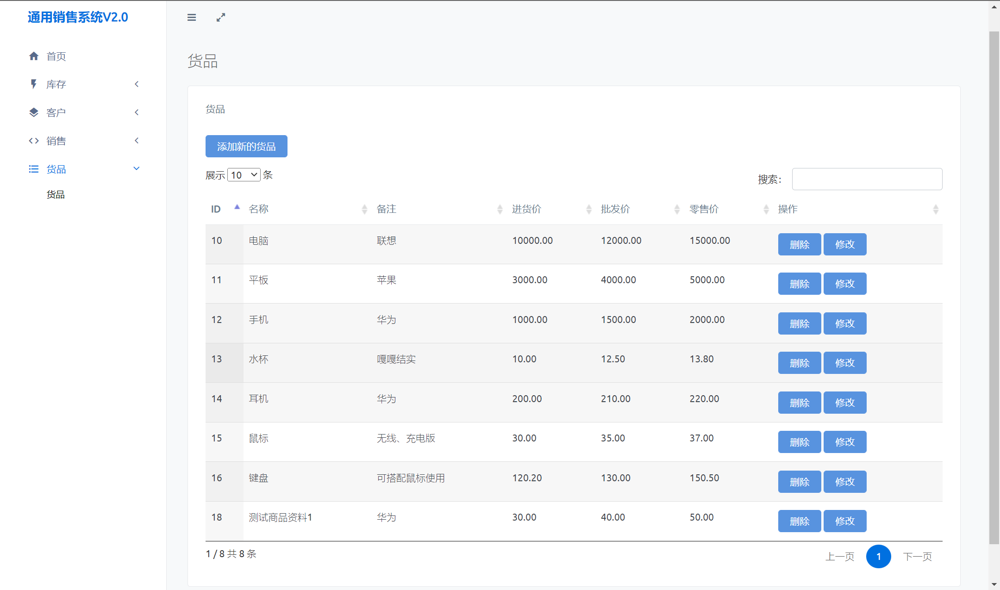 通用销售系统V2.0
首页
库存
客户
销售
货品
货品
货品
货品
添加新的货品
展示 10 条
搜索:
ID 名称 备注 进货价 批发价 零售价 操作
10 电脑 联想 10000.00 12000.00 15000.00 删除 修改
11 平板 苹果 3000.00 4000.00 5000.00 删除 修改
12 手机 华为 1000.00 1500.00 2000.00 删除 修改
13 水杯 嘎嘎结实 10.00 12.50 13.80 删除 修改
14 耳机 华为 200.00 210.00 220.00 删除 修改
15 鼠标 无线、充电版 30.00 35.00 37.00 删除 修改
16 键盘 可搭配鼠标使用 120.20 130.00 150.50 删除 修改
18 测试商品资料1 华为 30.00 40.00 50.00 删除 修改
1 / 8 共 8 条
上一页 1 下一页